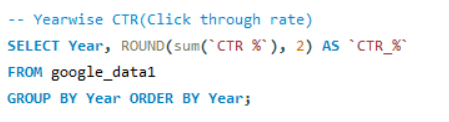 -- Yearwise CTR(Click through rate)
SELECT Year, ROUND(sum(`CTR %`), 2) AS `CTR_%`
FROM google_data1
GROUP BY Year ORDER BY Year;